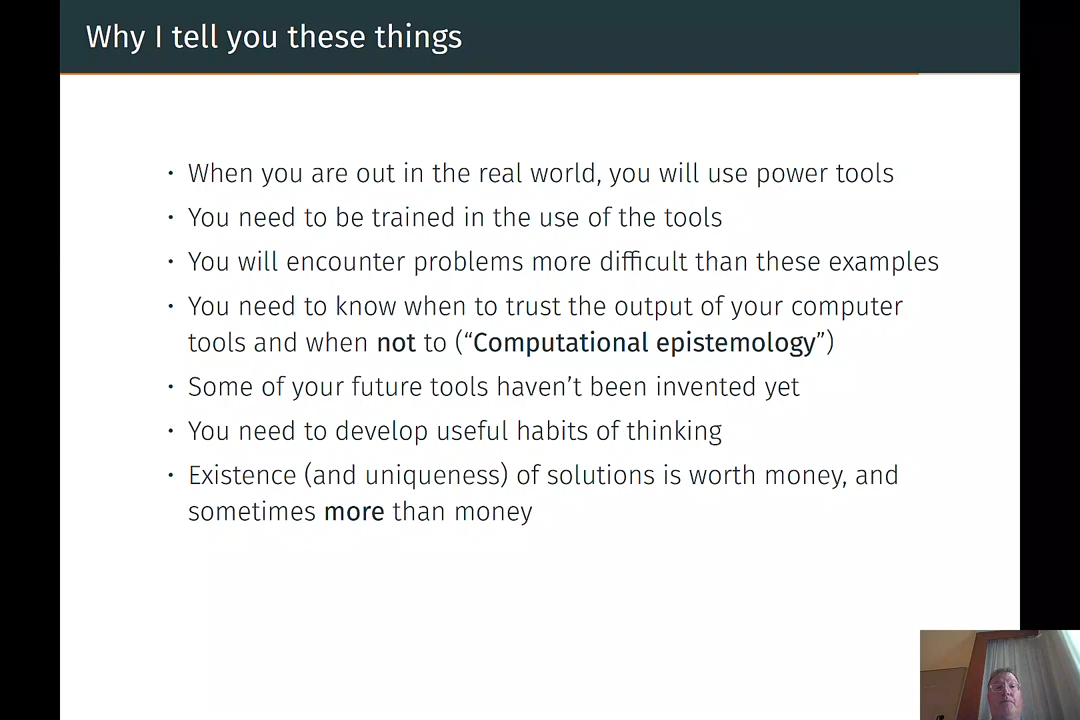 Why I tell you these things
• When you are out in the real world, you will use power tools
• You need to be trained in the use of the tools
• You will encounter problems more difficult than these examples
• You need to know when to trust the output of your computer
tools and when not to (“Computational epistemology”)
• Some of your future tools haven’t been invented yet
• You need to develop useful habits of thinking
• Existence (and uniqueness) of solutions is worth money, and
sometimes more than money